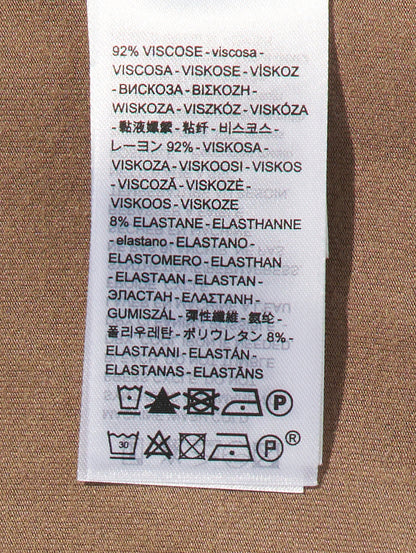 92% VISCOSE - viscosa -
VISCOSA - VISKOSE - VİSKOZ
- ВИСКОЗА - ΒΙΣΚΟΖΗ -
WISKOZA - VISZKÓZ - VISKÓZA
- 黏液螺縈 - 粘纤 - 비스코스 -
レーヨン 92% - VISKOSA -
VISKOZA - VISKOOSI - VISKOS
- VISCOZĂ - VISKOZĖ -
VISKOOS - VISKOZE
8% ELASTANE - ELASTHANNE
- elastano - ELASTANO -
ELASTOMERO - ELASTHAN
- ELASTAAN - ELASTAN -
ЭЛАСТАН - ΕΛΑΣΤΑΝΗ -
GUMISZÁL - 彈性纖維 - 氨纶 -
폴리우레탄 - ポリウレタン 8% -
ELASTAANI - ELASTÁN -
ELASTANAS - ELASTĀNS
P
30 P ®